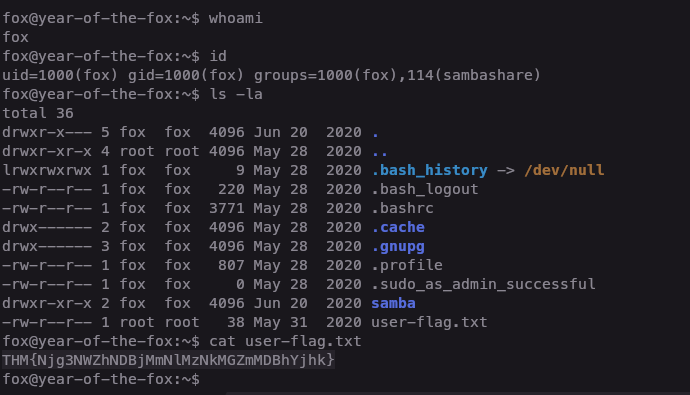 fox@year-of-the-fox:~$ whoami
fox
fox@year-of-the-fox:~$ id
uid=1000(fox) gid=1000(fox) groups=1000(fox),114(sambashare)
fox@year-of-the-fox:~$ ls -la
total 36
drwxr-x--- 5 fox  fox  4096 Jun 20  2020 .
drwxr-xr-x 4 root root 4096 May 28  2020 ..
lrwxrwxrwx 1 fox  fox     9 May 28  2020 .bash_history -> /dev/null
-rw-r--r-- 1 fox  fox   220 May 28  2020 .bash_logout
-rw-r--r-- 1 fox  fox  3771 May 28  2020 .bashrc
drwx------ 2 fox  fox  4096 May 28  2020 .cache
drwx------ 3 fox  fox  4096 May 28  2020 .gnupg
-rw-r--r-- 1 fox  fox   807 May 28  2020 .profile
-rw-r--r-- 1 fox  fox     0 May 28  2020 .sudo_as_admin_successful
drwxr-xr-x 2 fox  fox  4096 Jun 20  2020 samba
-rw-r--r-- 1 root root   38 May 31  2020 user-flag.txt
fox@year-of-the-fox:~$ cat user-flag.txt
THM{Njg3NWZhNDBjMmNlMzNkMGZmMDBhYjhk}
fox@year-of-the-fox:~$